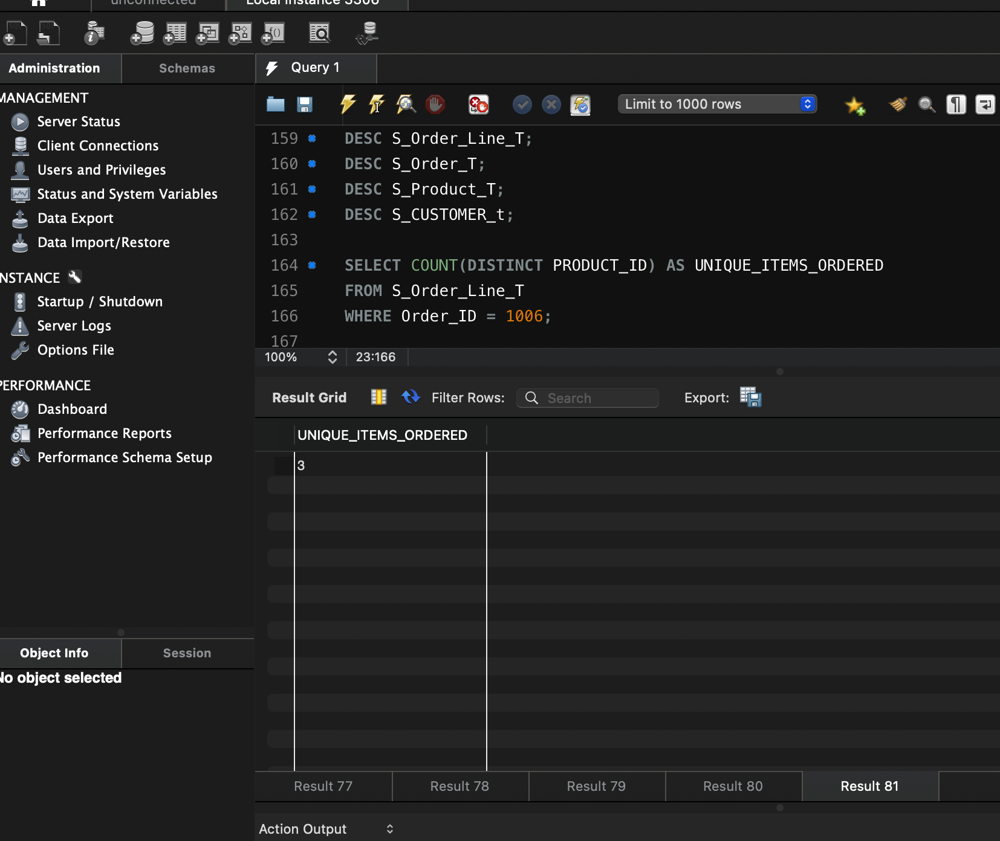 unconnected
Local instance 3306
Administration
Schemas
Query 1
MANAGEMENT
Server Status
Client Connections
Users and Privileges
Status and System Variables
Data Export
Data Import/Restore
NSTANCE
Startup / Shutdown
Server Logs
Options File
PERFORMANCE
Dashboard
Performance Reports
Performance Schema Setup
Limit to 1000 rows
159 DESC S_Order_Line_T;
160 DESC S_Order_T;
161 DESC S_Product_T;
162 DESC S_CUSTOMER_t;
163
164 SELECT COUNT(DISTINCT PRODUCT_ID) AS UNIQUE_ITEMS_ORDERED
165 FROM S_Order_Line_T
166 WHERE Order_ID = 1006;
167
100% 23:166
Result Grid Filter Rows: Search Export:
UNIQUE_ITEMS_ORDERED
3
Object Info
Session
No object selected
Result 77 Result 78 Result 79 Result 80 Result 81
Action Output